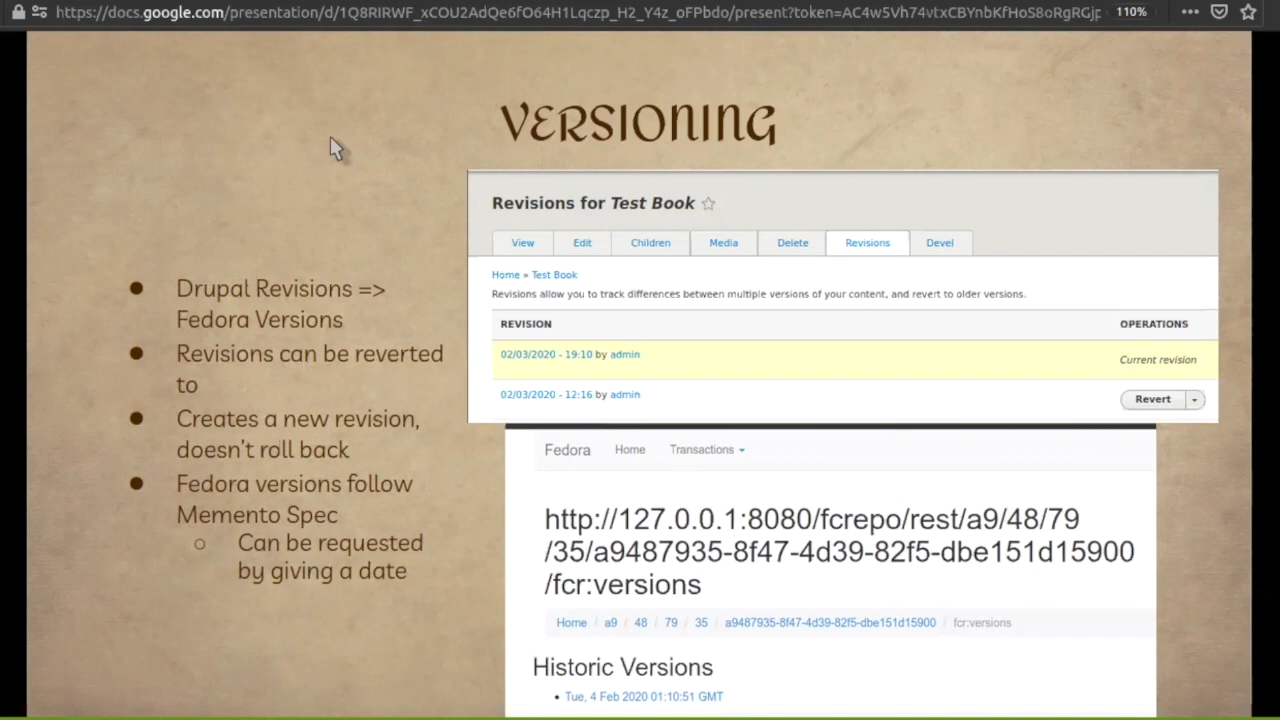 https://docs.google.com/presentation/d/1Q8RIRWF_xCOU2AdQe6fO64H1Lqczp_H2_Y4z_oFPbdo/present?token=AC4w5Vh74vtxCBYnbKfHoS8oRgRGjp 110%
VERSIONING
Drupal Revisions =>
Fedora Versions
Revisions can be reverted
to
Creates a new revision,
doesn't roll back
Fedora versions follow
Memento Spec
Can be requested
by giving a date
Revisions for Test Book
View Edit Children Media Delete Revisions Devel
Home » Test Book
Revisions allow you to track differences between multiple versions of your content, and revert to older versions.
REVISION OPERATIONS
02/03/2020 - 19:10 by admin Current revision
02/03/2020 - 12:16 by admin Revert
Fedora Home Transactions
http://127.0.0.1:8080/fcrepo/rest/a9/48/79
/35/a9487935-8f47-4d39-82f5-dbe151d15900
/fcr:versions
Home / a9 / 48 / 79 / 35 / a9487935-8f47-4d39-82f5-dbe151d15900 / fcr:versions
Historic Versions
Tue, 4 Feb 2020 01:10:51 GMT